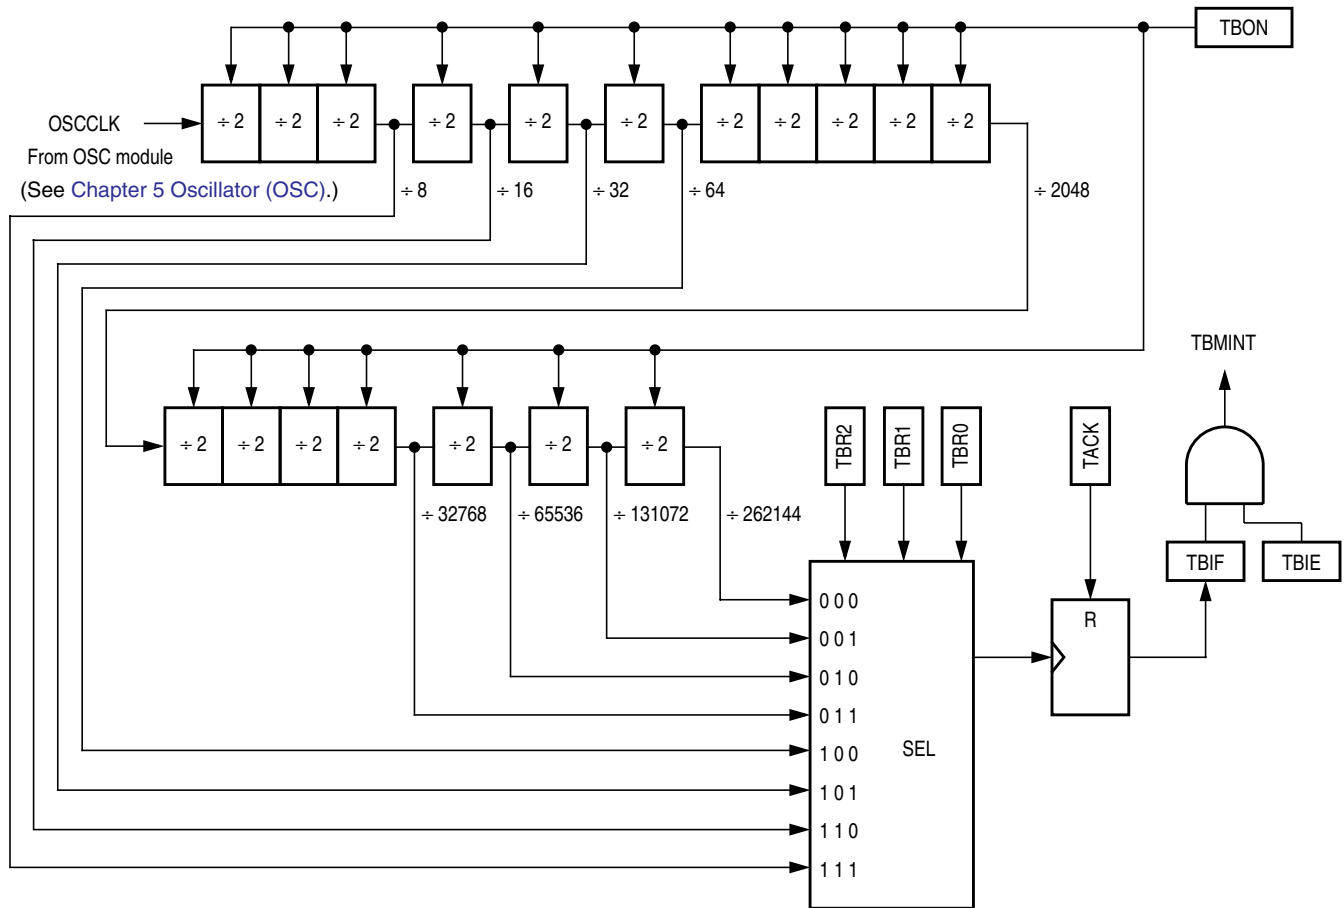 TBON
OSCCLK
÷ 2 ÷ 2 ÷ 2 ÷ 2 ÷ 2 ÷ 2 ÷ 2 ÷ 2 ÷ 2 ÷ 2 ÷ 2
From OSC module
(See Chapter 5 Oscillator (OSC).)
÷ 8 ÷ 16 ÷ 32 ÷ 64 ÷ 2048
TBMINT
÷ 2 ÷ 2 ÷ 2 ÷ 2 ÷ 2 ÷ 2 ÷ 2
TBR2 TBR1 TBR0 TACK
÷ 32768 ÷ 65536 ÷ 131072 ÷ 262144
TBIF TBIE
0 0 0
0 0 1
0 1 0
0 1 1
1 0 0
1 0 1
1 1 0
1 1 1
SEL
R